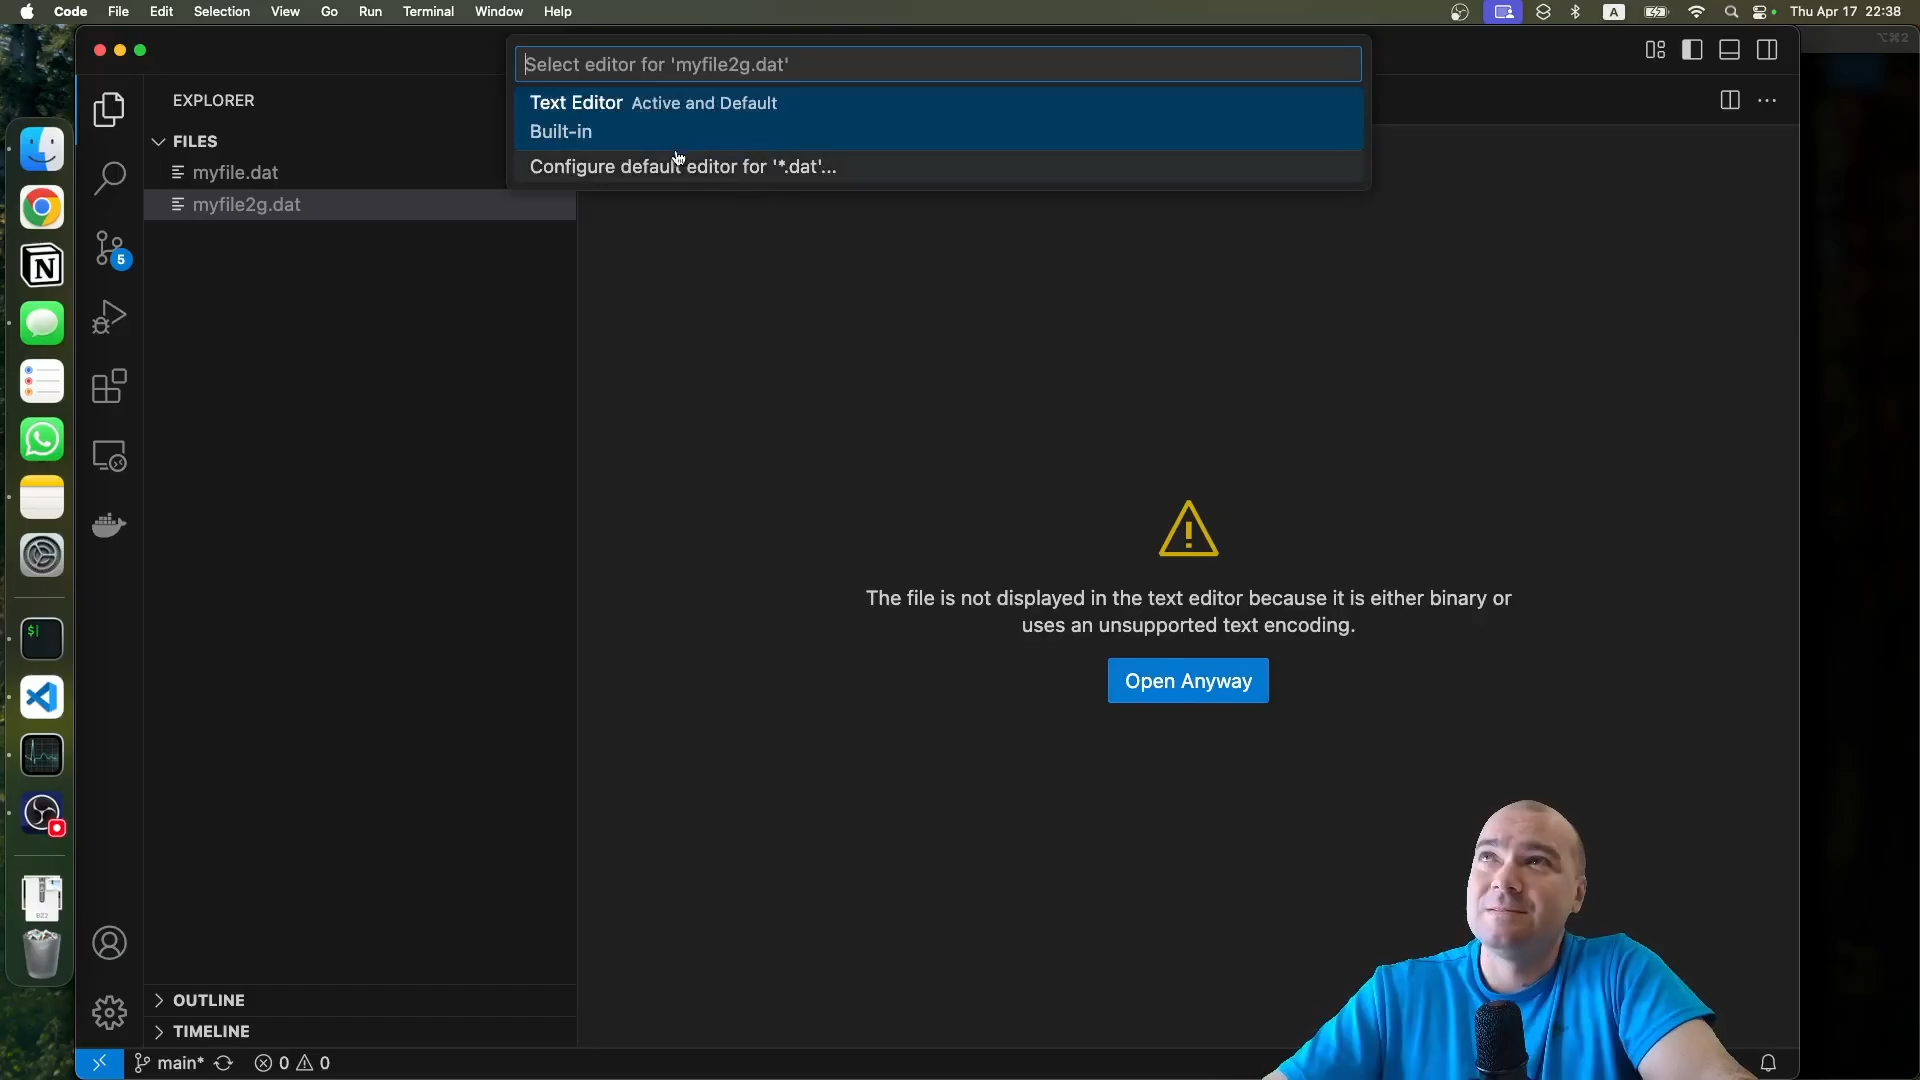 Code File Edit Selection View Go Run Terminal Window Help
A
Thu Apr 17 22:38
⌥⌘2
Select editor for 'myfile2g.dat'
Text Editor Active and Default
Built-in
Configure default editor for '*.dat'...
EXPLORER
FILES
myfile.dat
myfile2g.dat
5
N
$
BZ2
The file is not displayed in the text editor because it is either binary or
uses an unsupported text encoding.
Open Anyway
OUTLINE
TIMELINE
main* 0 0